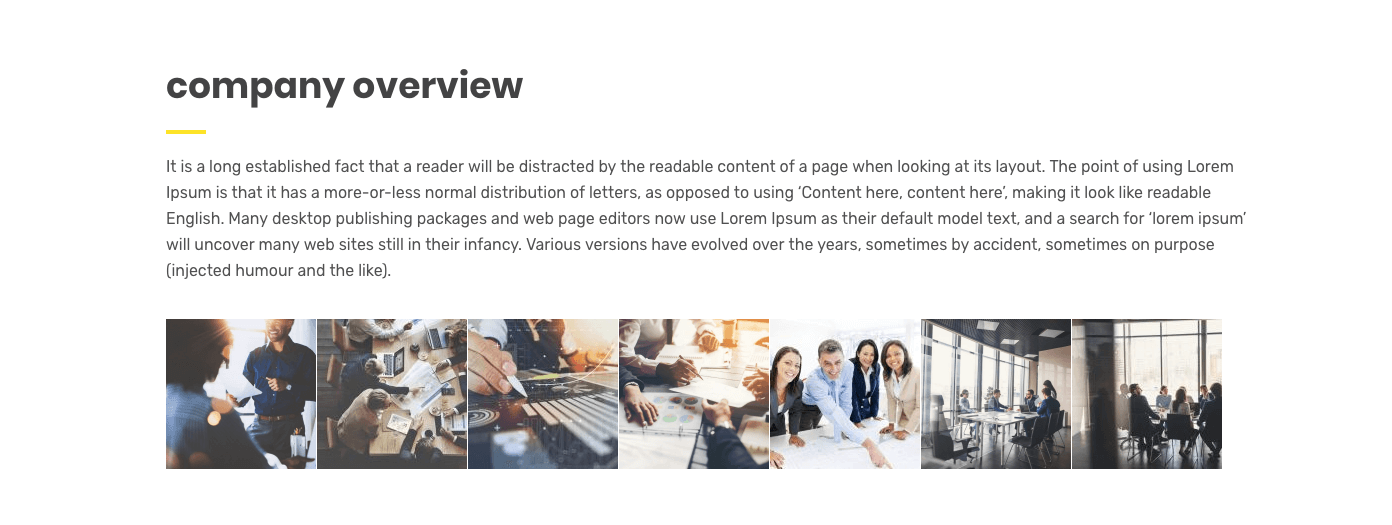 company overview
It is a long established fact that a reader will be distracted by the readable content of a page when looking at its layout. The point of using Lorem
Ipsum is that it has a more-or-less normal distribution of letters, as opposed to using ‘Content here, content here’, making it look like readable
English. Many desktop publishing packages and web page editors now use Lorem Ipsum as their default model text, and a search for ‘lorem ipsum’
will uncover many web sites still in their infancy. Various versions have evolved over the years, sometimes by accident, sometimes on purpose
(injected humour and the like).